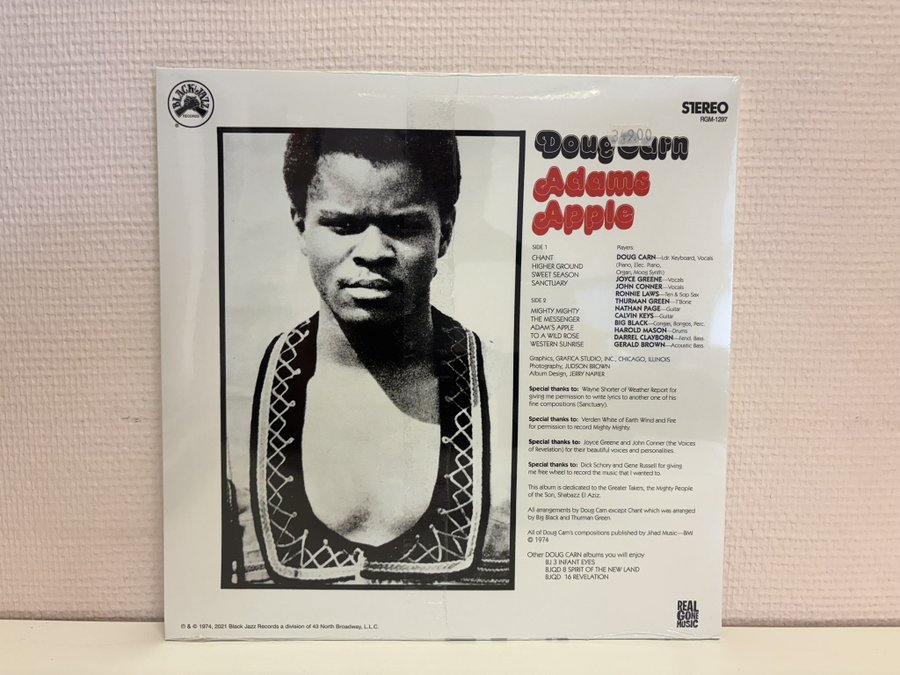 BLACK JAZZ
RECORDS
®
STEREO
RGM-1297
3,900
Doug Carn
Adams
Apple
SIDE 1
CHANT
HIGHER GROUND
SWEET SEASON
SANCTUARY
SIDE 2
MIGHTY MIGHTY
THE MESSENGER
ADAM'S APPLE
TO A WILD ROSE
WESTERN SUNRISE
Players:
DOUG CARN—Ldr. Keyboard, Vocals
(Piano, Elec. Piano,
Organ, Moog Synth)
JOYCE GREENE—Vocals
JOHN CONNER—Vocals
RONNIE LAWS—Ten & Sop Sax
THURMAN GREEN—T'Bone
NATHAN PAGE—Guitar
CALVIN KEYS—Guitar
BIG BLACK—Congas, Bongos, Perc.
HAROLD MASON—Drums
DARREL CLAYBORN—Fend. Bass
GERALD BROWN—Acoustic Bass
Graphics, GRAFICA STUDIO, INC., CHICAGO, ILLINOIS
Photography, JUDSON BROWN
Album Design, JERRY NAPIER
Special thanks to: Wayne Shorter of Weather Report for
giving me permission to write lyrics to another one of his
fine compositions (Sanctuary).
Special thanks to: Verden White of Earth Wind and Fire
for permission to record Mighty Mighty.
Special thanks to: Joyce Greene and John Conner (the Voices
of Revelation) for their beautiful voices and personalities.
Special thanks to: Dick Schory and Gene Russell for giving
me free wheel to record the music that I wanted to.
This album is dedicated to the Greater Takers, the Mighty People
of the Son, Shabazz El Aziz.
All arrangements by Doug Carn except Chant which was arranged
by Big Black and Thurman Green.
All of Doug Carn's compositions published by Jihad Music—BMI
© 1974
Other DOUG CARN albums you will enjoy
BJ 3 INFANT EYES
BJQD 8 SPIRIT OF THE NEW LAND
BJQD 16 REVELATION
℗ & © 1974, 2021 Black Jazz Records a division of 43 North Broadway, L.L.C.
REAL
GONE
MUSIC